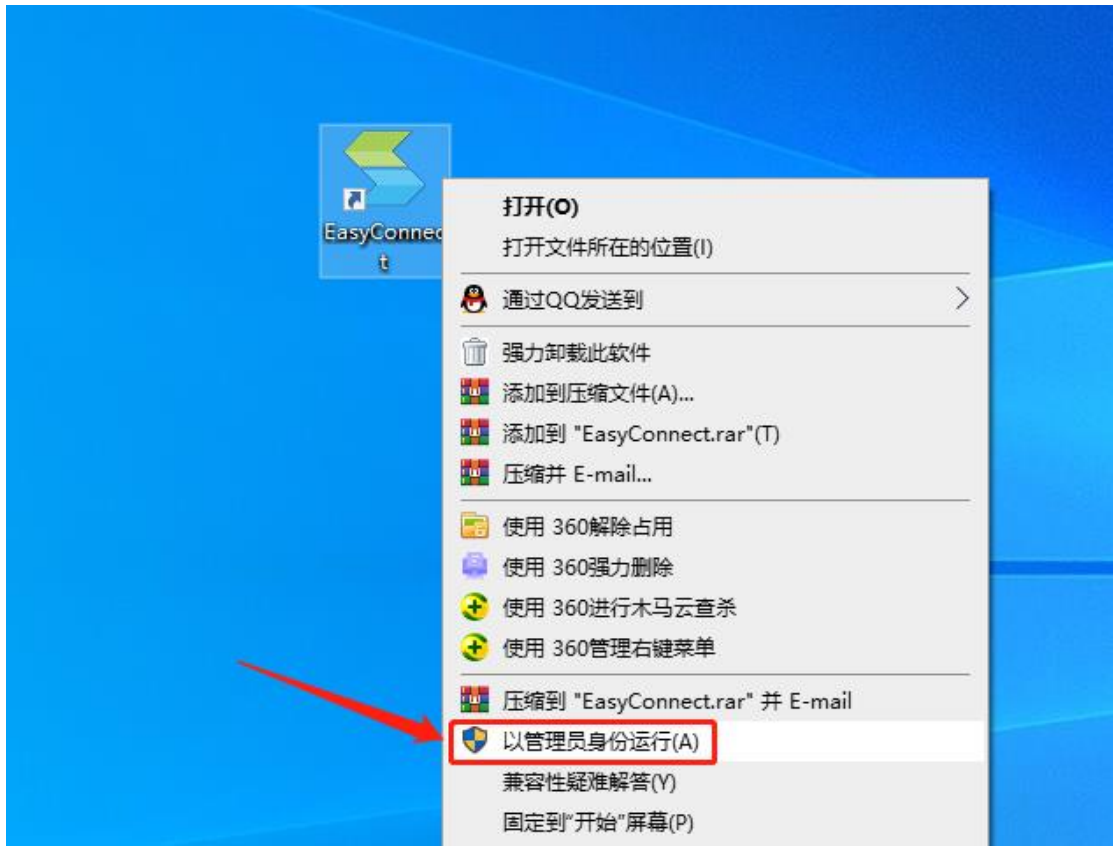 EasyConnec
t
打开(O)
打开文件所在的位置(I)
通过QQ发送到
强力卸载此软件
添加到压缩文件(A)...
添加到 "EasyConnect.rar"(T)
压缩并 E-mail...
使用 360解除占用
使用 360强力删除
使用 360进行木马云查杀
使用 360管理右键菜单
压缩到 "EasyConnect.rar" 并 E-mail
以管理员身份运行(A)
兼容性疑难解答(Y)
固定到"开始"屏幕(P)